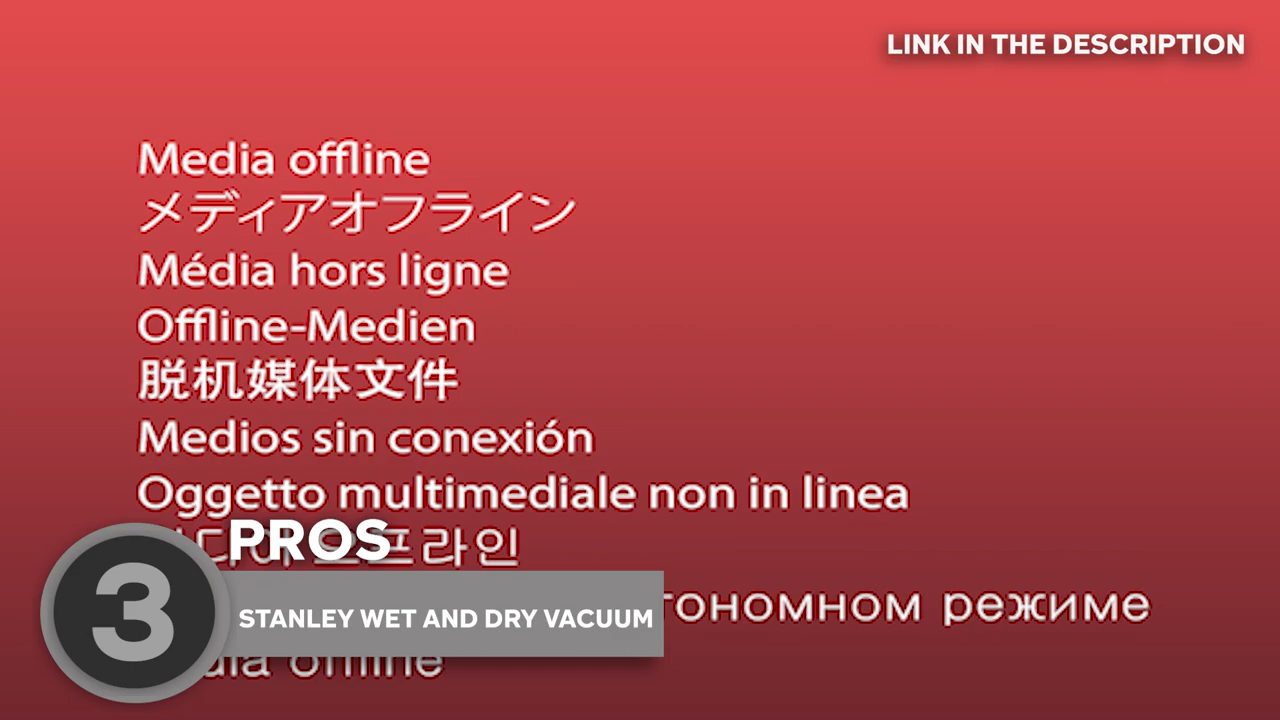 LINK IN THE DESCRIPTION
Media offline
メディアオフライン
Média hors ligne
Offline-Medien
脱机媒体文件
Medios sin conexión
Oggetto multimediale non in linea
PROS
3
STANLEY WET AND DRY VACUUM
режиме
offline